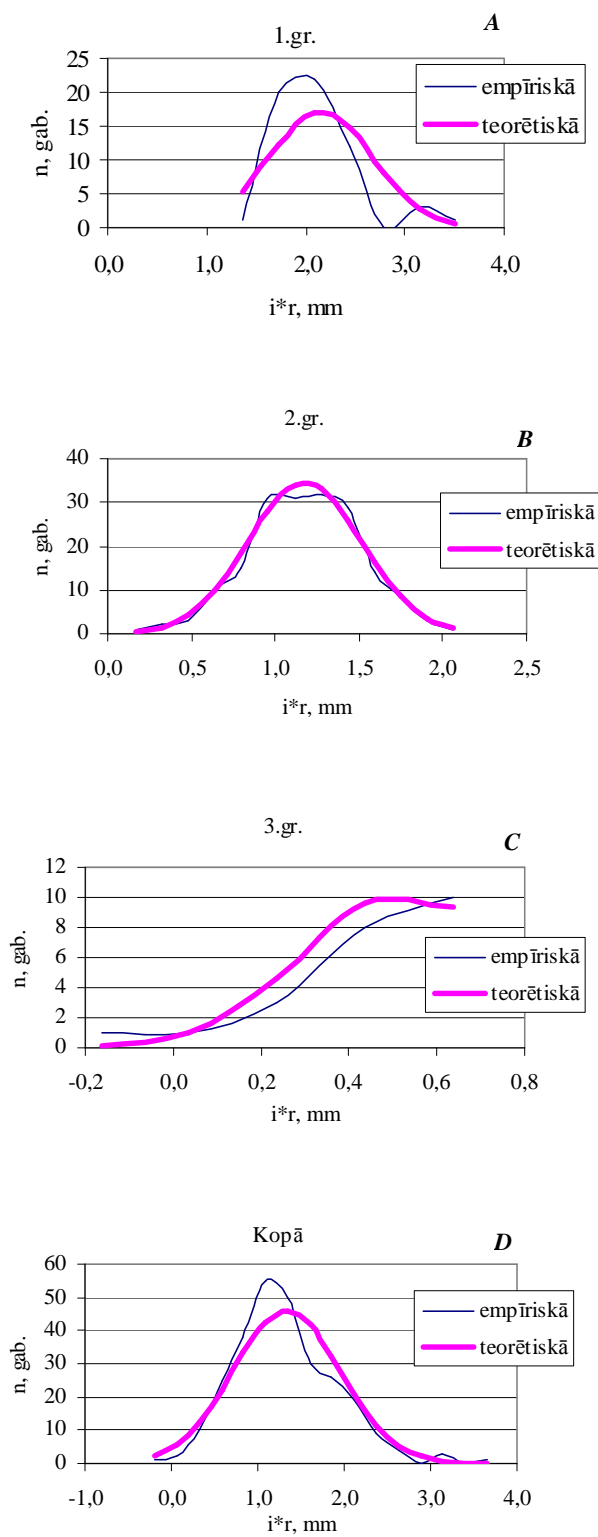 1.gr.
A
n, gab.
25
20
15
10
5
0
0,0 1,0 2,0 3,0 4,0
i*r, mm
empīriskā
teorētiskā
2.gr.
B
n, gab.
40
30
20
10
0
0,0 0,5 1,0 1,5 2,0 2,5
i*r, mm
empīriskā
teorētiskā
3.gr.
C
n, gab.
12
10
8
6
4
2
0
-0,2 0,0 0,2 0,4 0,6 0,8
i*r, mm
empīriskā
teorētiskā
Kopā
D
n, gab.
60
50
40
30
20
10
0
-1,0 0,0 1,0 2,0 3,0 4,0
i*r, mm
empīriskā
teorētiskā